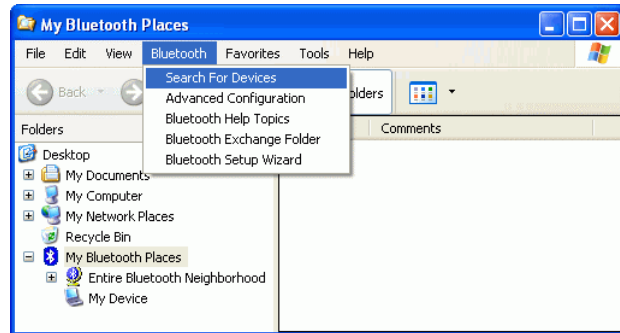 My Bluetooth Places
File Edit View Bluetooth Favorites Tools Help
Search For Devices
Advanced Configuration
Bluetooth Help Topics
Bluetooth Exchange Folder
Bluetooth Setup Wizard
Back olders
Folders Comments
Desktop
My Documents
My Computer
My Network Places
Recycle Bin
My Bluetooth Places
Entire Bluetooth Neighborhood
My Device